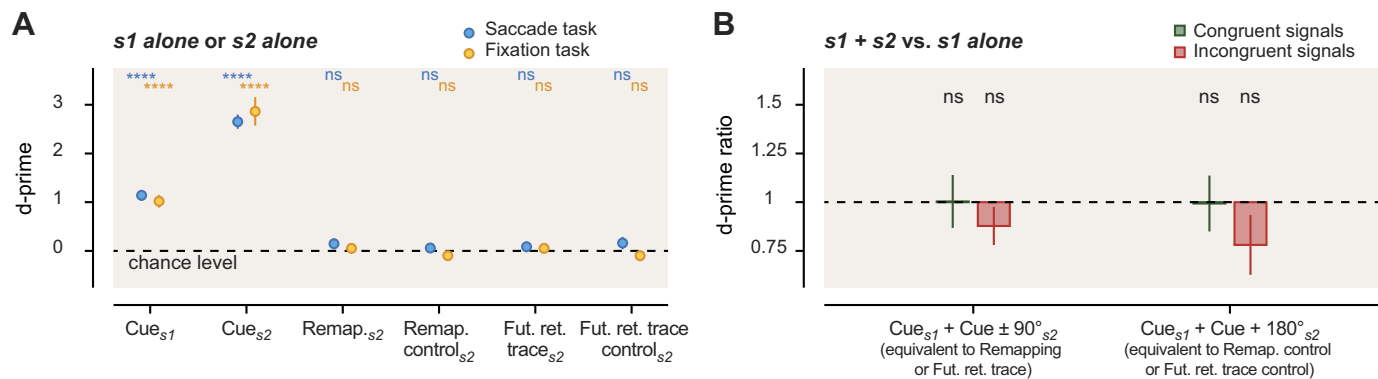 A
s1 alone or s2 alone
Saccade task
Fixation task
**** **** ns ns ns ns
**** **** ns ns ns ns
3
2
1
0
d-prime
chance level
Cues1
Cues2
Remap.s2
Remap.
controls2
Fut. ret.
traces2
Fut. ret. trace
controls2
B
s1 + s2 vs. s1 alone
Congruent signals
Incongruent signals
ns ns ns ns
1.5
1.25
1
0.75
d-prime ratio
Cues1 + Cue ± 90°s2
(equivalent to Remapping
or Fut. ret. trace)
Cues1 + Cue + 180°s2
(equivalent to Remap. control
or Fut. ret. trace control)